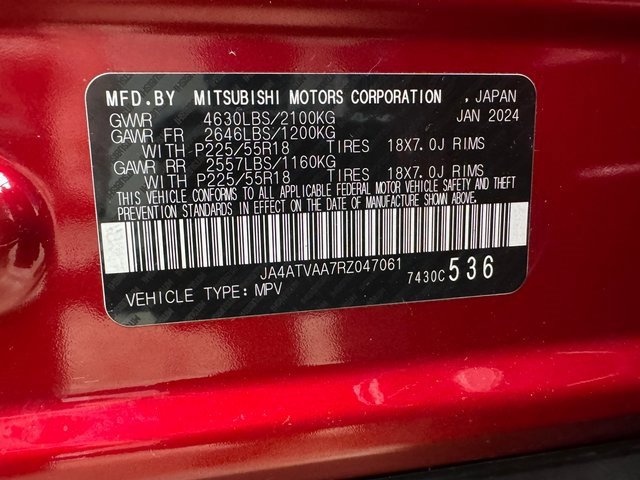 MFD.BY MITSUBISHI MOTORS CORPORATION , JAPAN
GVWR 4630LBS/2100KG JAN 2024
GAWR FR 2646LBS/1200KG
WITH P225/55R18 TIRES 18X7.0J RIMS
GAWR RR 2557LBS/1160KG
WITH P225/55R18 TIRES 18X7.0J RIMS
THIS VEHICLE CONFORMS TO ALL APPLICABLE FEDERAL MOTOR VEHICLE SAFETY AND THEFT
PREVENTION STANDARDS IN EFFECT ON THE DATE OF MANUFACTURE SHOWN ABOVE.
JA4ATVAA7RZ047061
VEHICLE TYPE: MPV 7430C 536